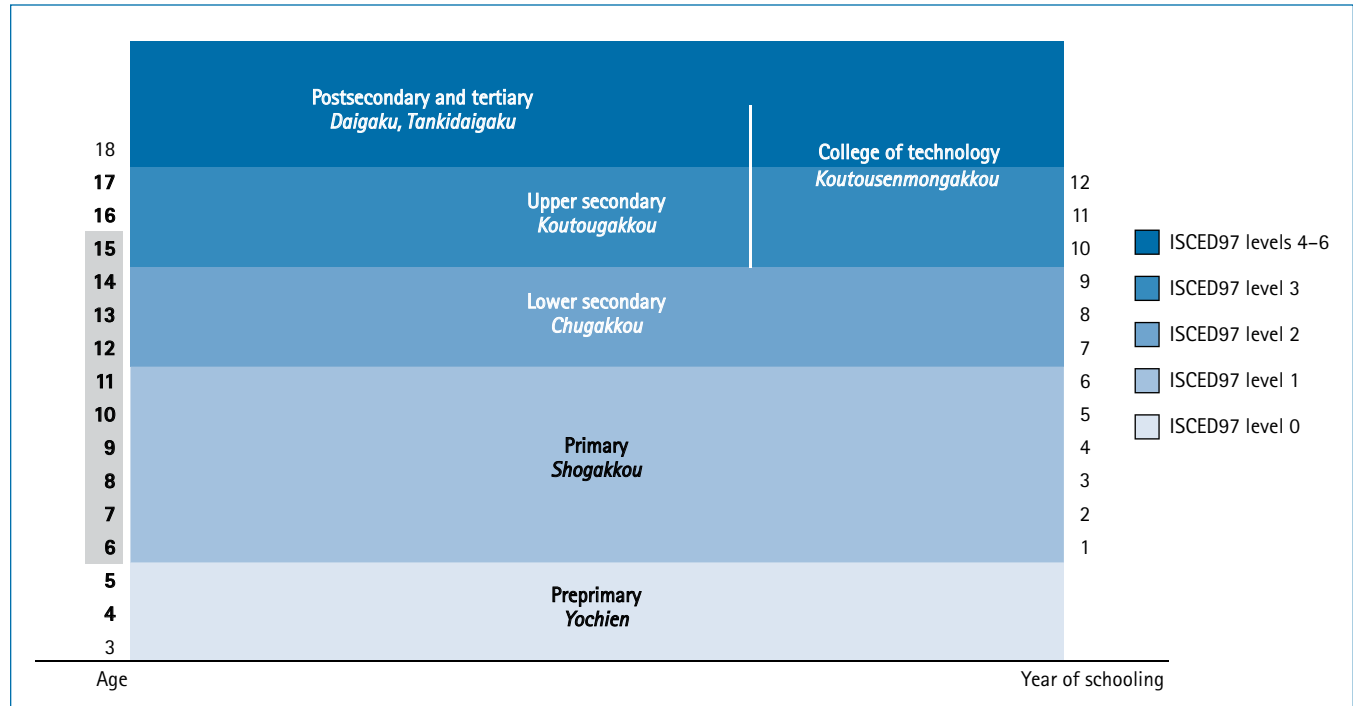 Postsecondary and tertiary
Daigaku, Tankidaigaku
College of technology
Koutousenmongakkou
Upper secondary
Koutougakkou
Lower secondary
Chugakkou
Primary
Shogakkou
Preprimary
Yochien
18
17
16
15
14
13
12
11
10
9
8
7
6
5
4
3
Age
12
11
10
9
8
7
6
5
4
3
2
1
Year of schooling
ISCED97 levels 4–6
ISCED97 level 3
ISCED97 level 2
ISCED97 level 1
ISCED97 level 0